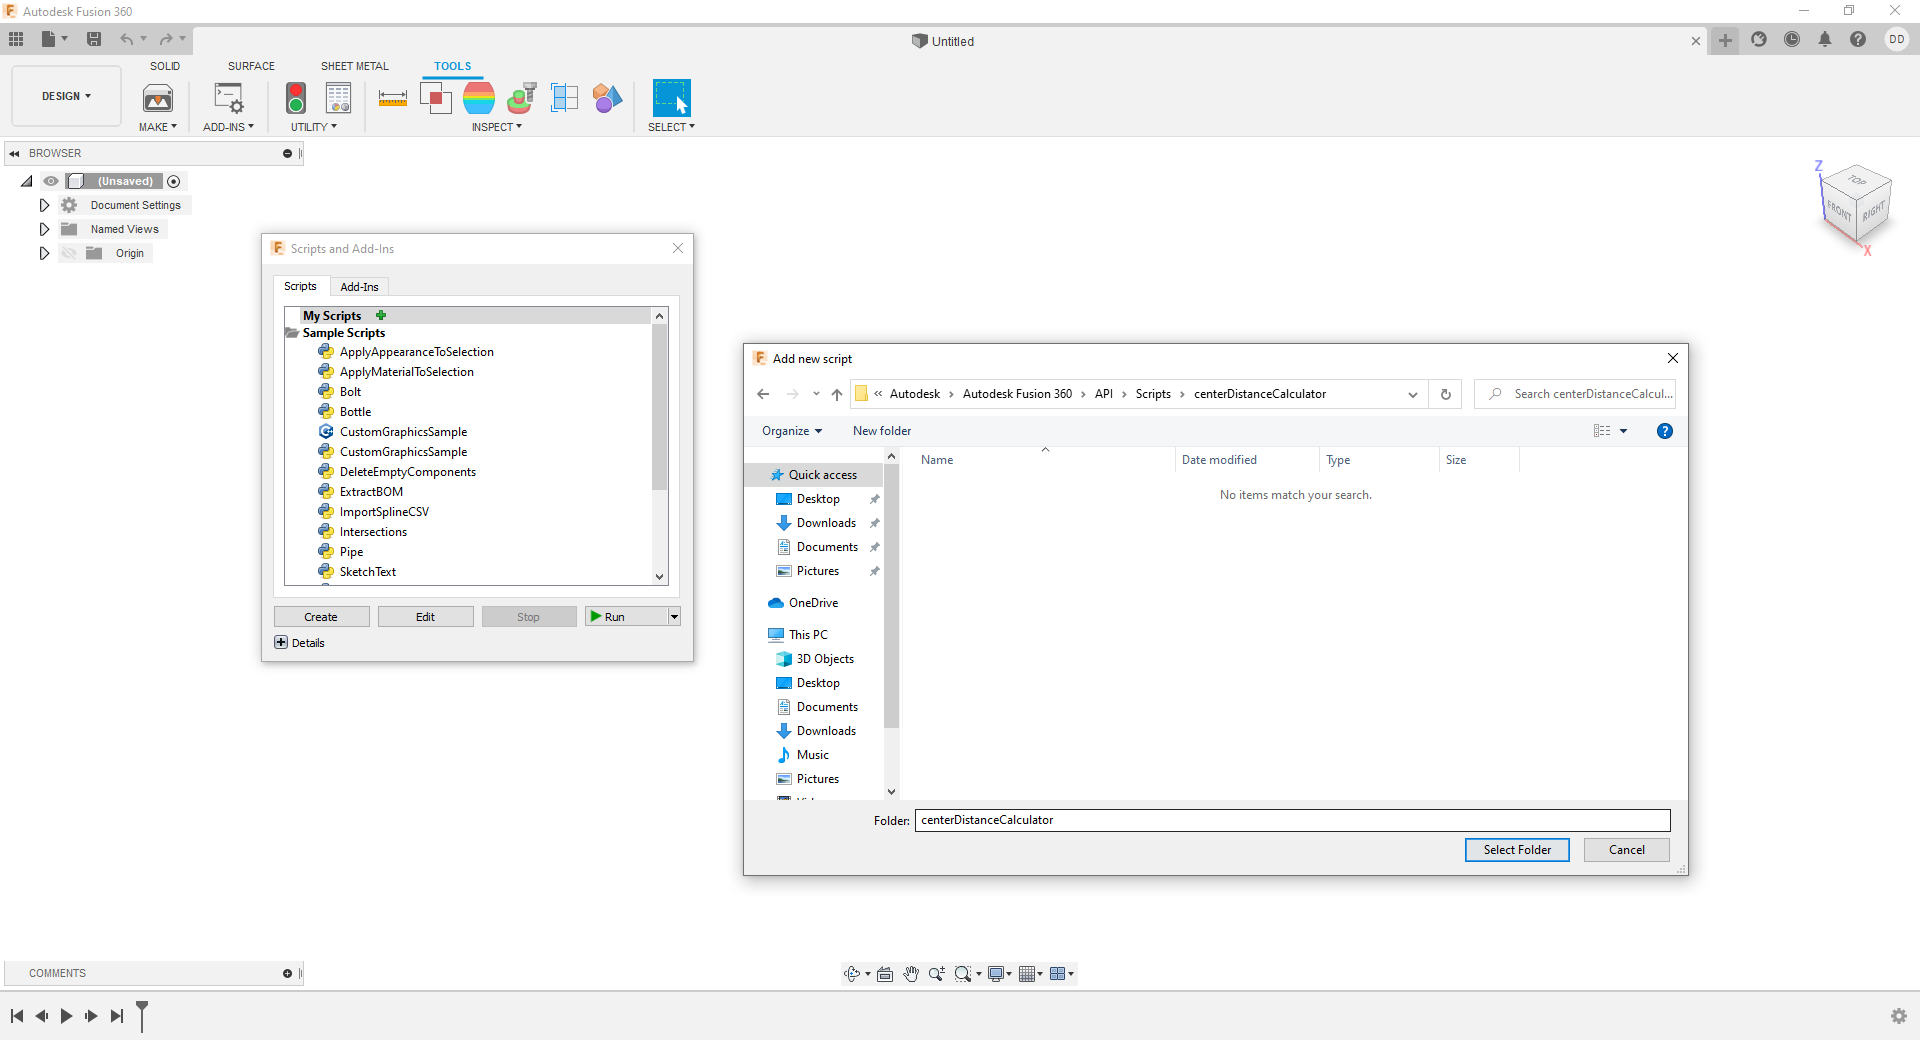 Autodesk Fusion 360
Untitled
DD
DESIGN
SOLID
SURFACE
SHEET METAL
TOOLS
MAKE
ADD-INS
UTILITY
INSPECT
SELECT
BROWSER
(Unsaved)
Document Settings
Named Views
Origin
Z
TOP
FRONT
RIGHT
X
Scripts and Add-Ins
Scripts
Add-Ins
My Scripts
Sample Scripts
ApplyAppearanceToSelection
ApplyMaterialToSelection
Bolt
Bottle
CustomGraphicsSample
CustomGraphicsSample
DeleteEmptyComponents
ExtractBOM
ImportSplineCSV
Intersections
Pipe
SketchText
Create
Edit
Stop
Run
Details
Add new script
« Autodesk › Autodesk Fusion 360 › API › Scripts › centerDistanceCalculator
Search centerDistanceCalcul...
Organize
New folder
Name
Date modified
Type
Size
No items match your search.
Quick access
Desktop
Downloads
Documents
Pictures
OneDrive
This PC
3D Objects
Desktop
Documents
Downloads
Music
Pictures
Folder: centerDistanceCalculator
Select Folder
Cancel
COMMENTS